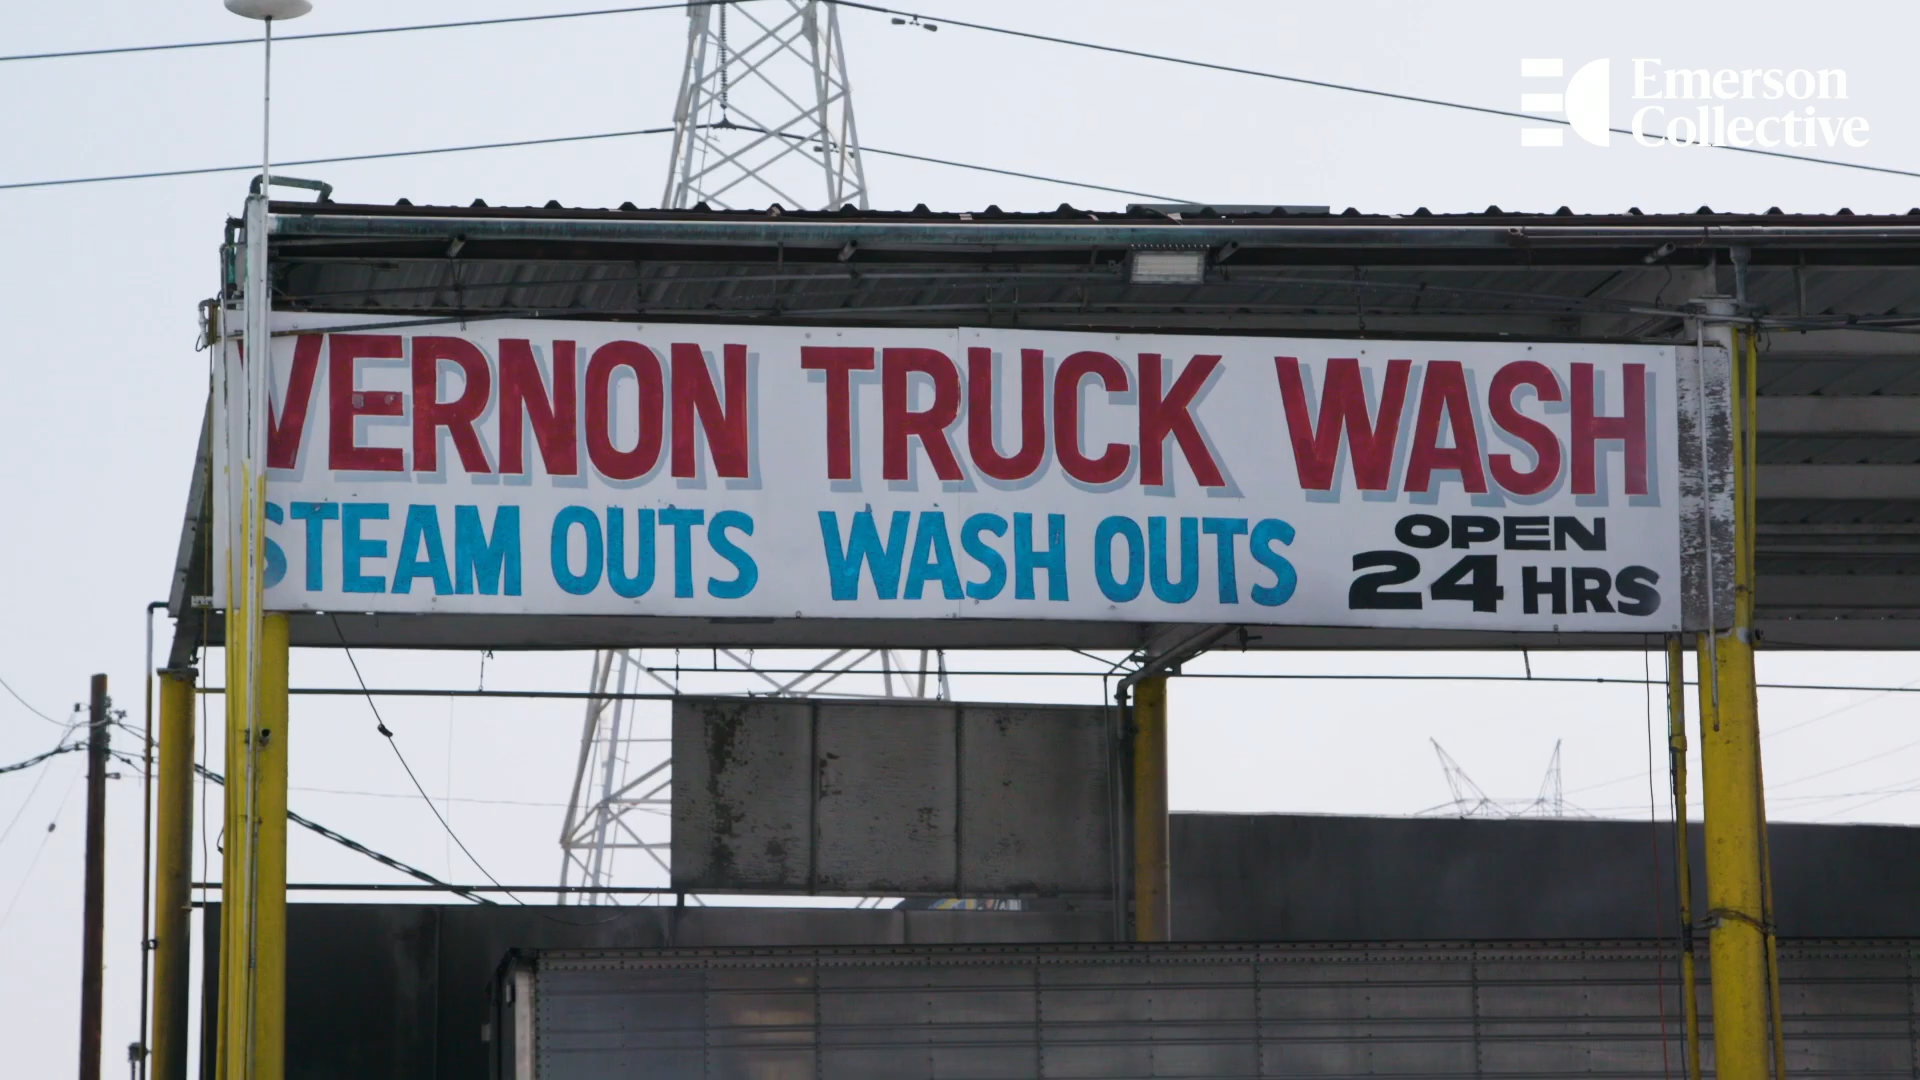 Emerson
Collective
VERNON TRUCK WASH
STEAM OUTS WASH OUTS
OPEN
24 HRS